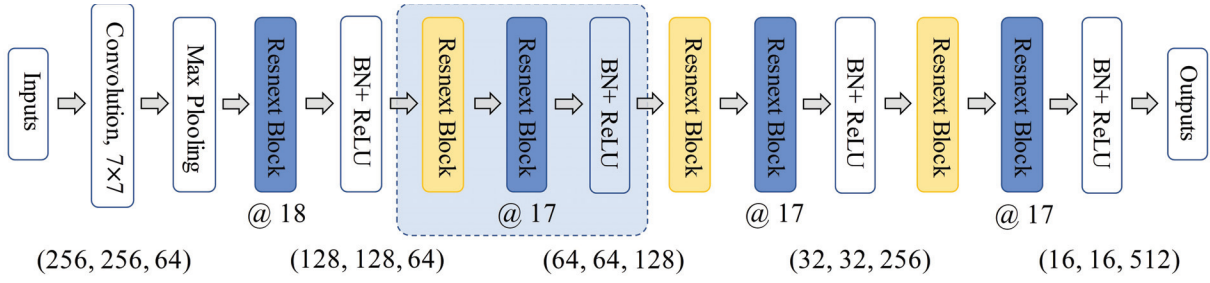 Inputs
Convolution, 7×7
Max Plooling
Resnext Block
BN+ ReLU
Resnext Block
Resnext Block
BN+ ReLU
Resnext Block
Resnext Block
BN+ ReLU
Resnext Block
Resnext Block
BN+ ReLU
Outputs
@ 18
@ 17
@ 17
@ 17
(256, 256, 64)
(128, 128, 64)
(64, 64, 128)
(32, 32, 256)
(16, 16, 512)